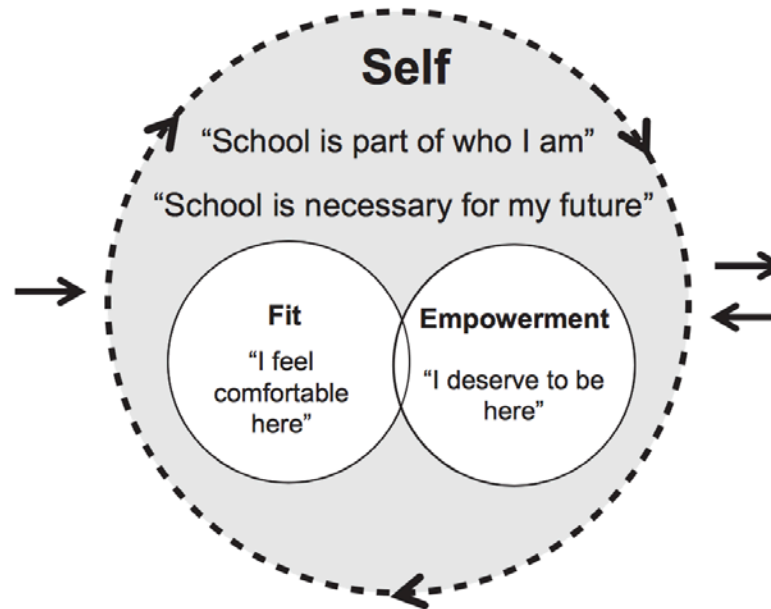 Self
“School is part of who I am”
“School is necessary for my future”
Fit
“I feel
comfortable
here”
Empowerment
“I deserve to be
here”